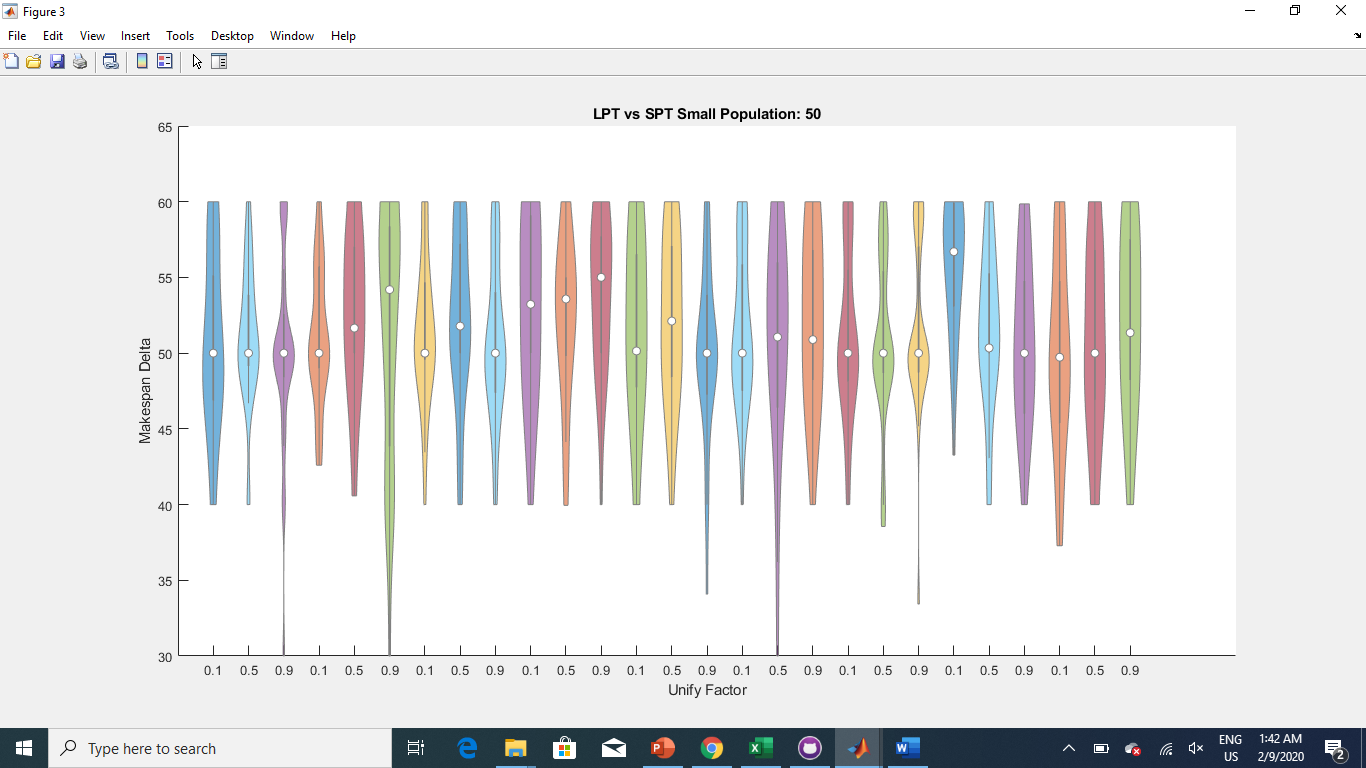 Figure 3
File Edit View Insert Tools Desktop Window Help
LPT vs SPT Small Population: 50
65
60
55
50
45
40
35
30
Makespan Delta
0.1 0.5 0.9 0.1 0.5 0.9 0.1 0.5 0.9 0.1 0.5 0.9 0.1 0.5 0.9 0.1 0.5 0.9 0.1 0.5 0.9 0.1 0.5 0.9 0.1 0.5 0.9
Unify Factor
Type here to search
ENG
US
1:42 AM
2/9/2020
2